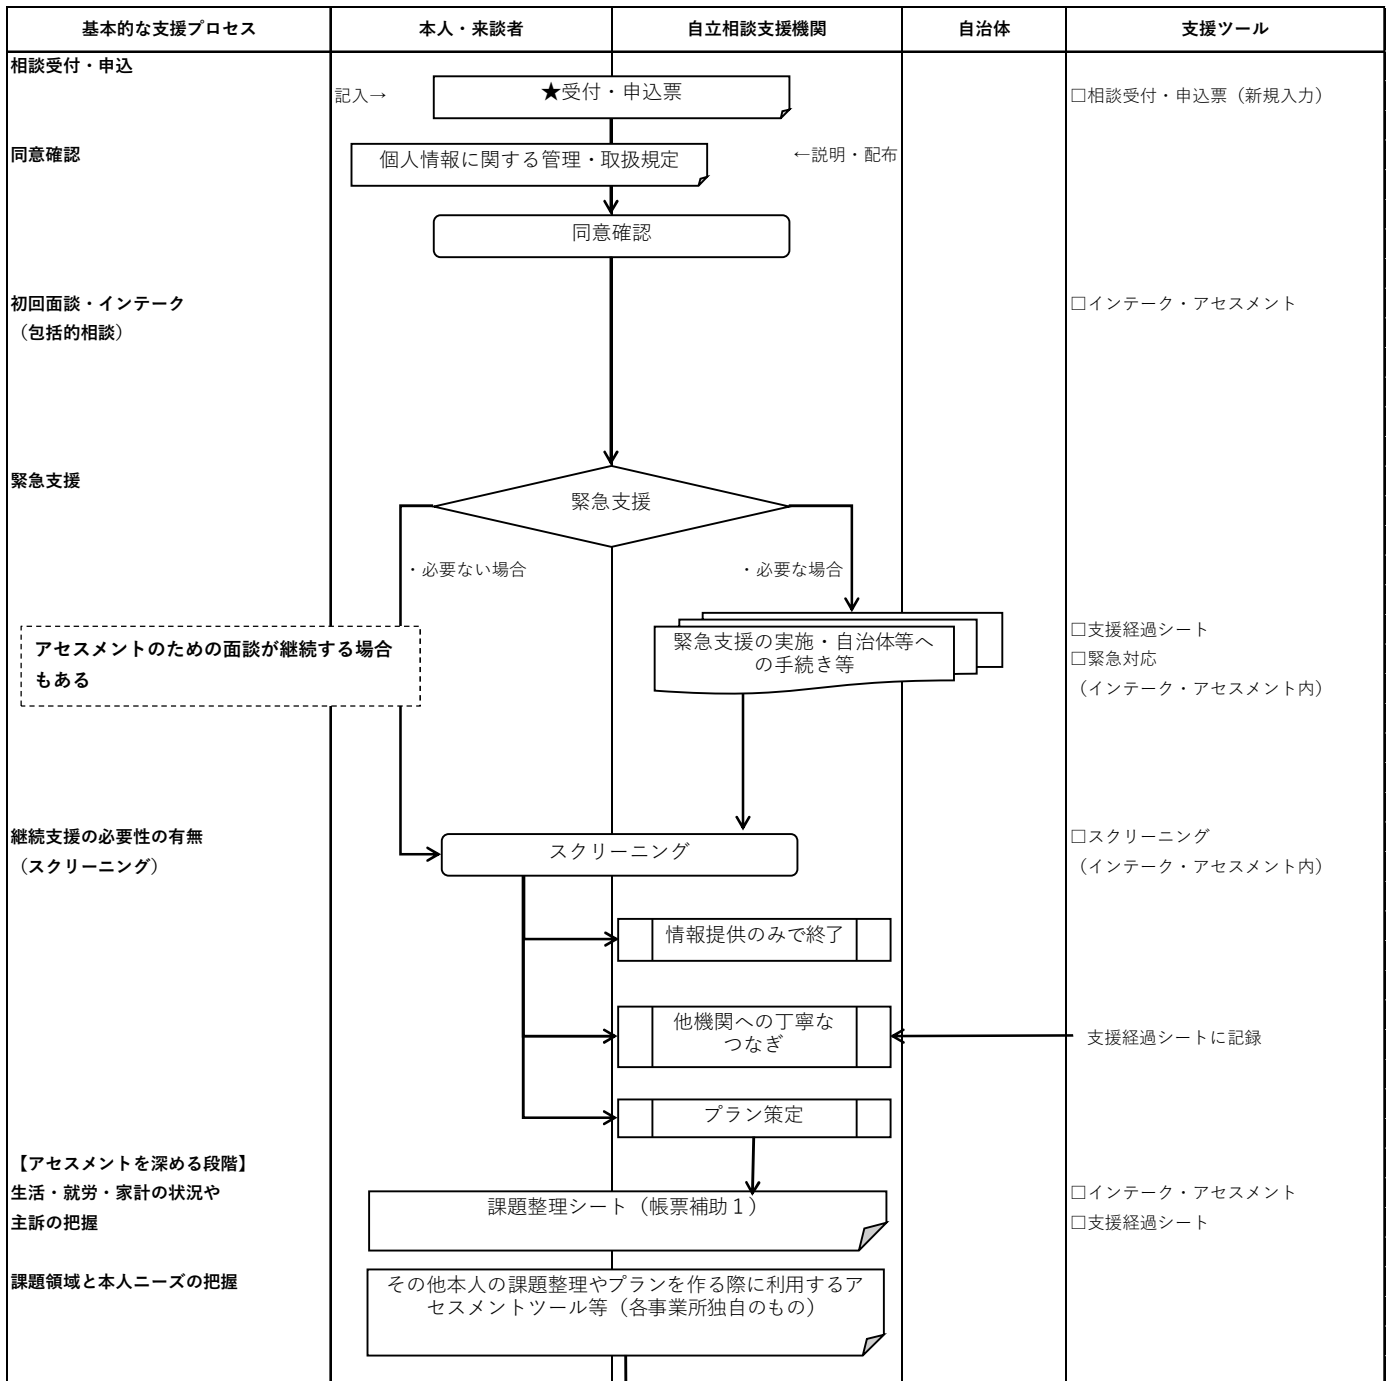 基本的な支援プロセス
本人・来談者
自立相談支援機関
自治体
支援ツール
相談受付・申込
記入→
★受付・申込票
□相談受付・申込票（新規入力）
同意確認
個人情報に関する管理・取扱規定
←説明・配布
同意確認
初回面談・インテーク
（包括的相談）
□インテーク・アセスメント
緊急支援
緊急支援
・必要ない場合
・必要な場合
アセスメントのための面談が継続する場合
もある
緊急支援の実施・自治体等へ
の手続き等
□支援経過シート
□緊急対応
（インテーク・アセスメント内）
継続支援の必要性の有無
（スクリーニング）
スクリーニング
□スクリーニング
（インテーク・アセスメント内）
情報提供のみで終了
他機関への丁寧な
つなぎ
支援経過シートに記録
プラン策定
【アセスメントを深める段階】
生活・就労・家計の状況や
主訴の把握
課題整理シート（帳票補助１）
□インテーク・アセスメント
□支援経過シート
課題領域と本人ニーズの把握
その他本人の課題整理やプランを作る際に利用するア
セスメントツール等（各事業所独自のもの）